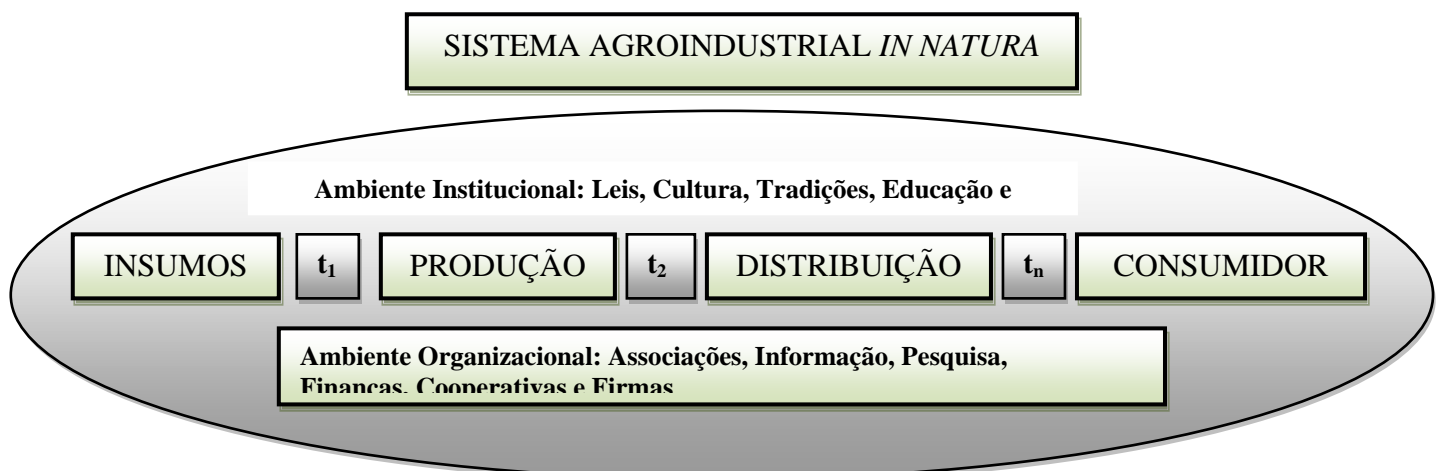 SISTEMA AGROINDUSTRIAL IN NATURA
Ambiente Institucional: Leis, Cultura, Tradições, Educação e
INSUMOS t₁ PRODUÇÃO t₂ DISTRIBUIÇÃO tₙ CONSUMIDOR
Ambiente Organizacional: Associações, Informação, Pesquisa,
Finanças, Cooperativas e Firmas